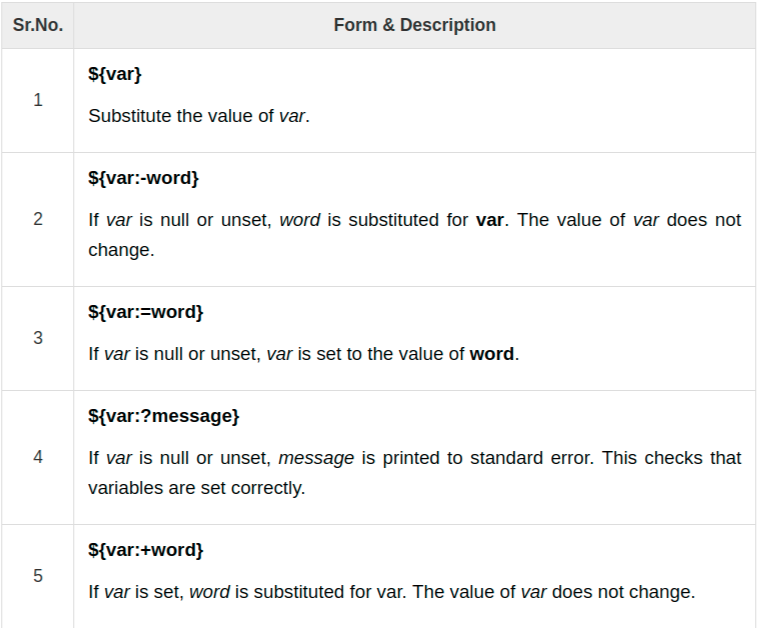 Sr.No. Form & Description
${var}
1
Substitute the value of var.
${var:-word}
2
If var is null or unset, word is substituted for var. The value of var does not
change.
${var:=word}
3
If var is null or unset, var is set to the value of word.
${var:?message}
4
If var is null or unset, message is printed to standard error. This checks that
variables are set correctly.
${var:+word}
5
If var is set, word is substituted for var. The value of var does not change.